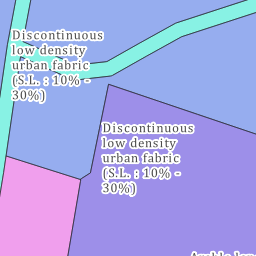 Discontinuous
low density
urban fabric
(S.L. : 10% -
30%)
Discontinuous
low density
urban fabric
(S.L. : 10% -
30%)